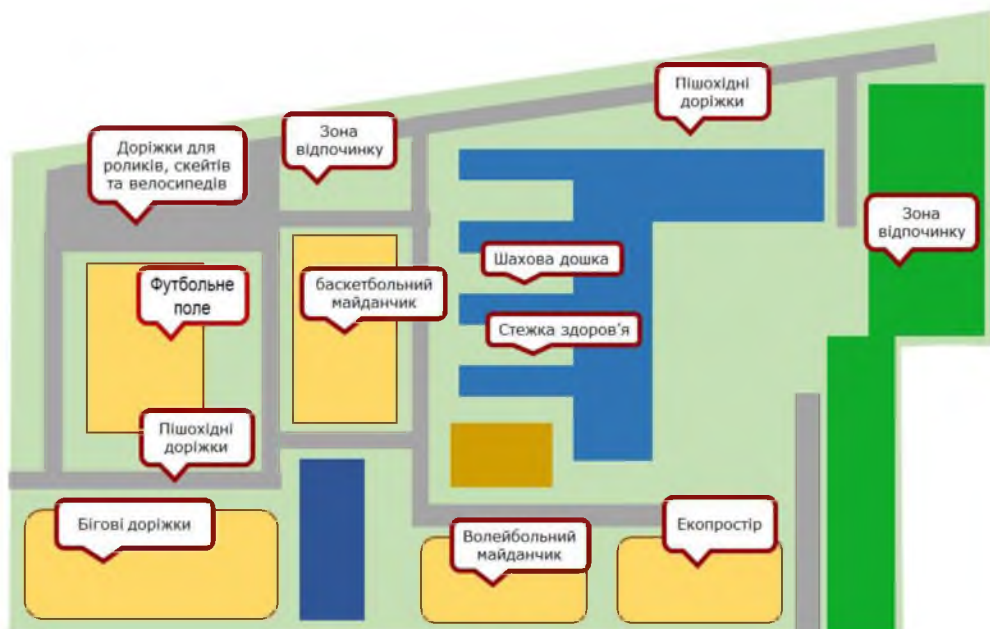 Пішохідні
доріжки
Зона
відпочинку
Доріжки для
роликів, скейтів
та велосипедів
Зона
відпочинку
Шахова дошка
Футбольне
поле
баскетбольний
майданчик
Стежка здоров'я
Пішохідні
доріжки
Бігові доріжки
Волейбольний
майданчик
Екопростір